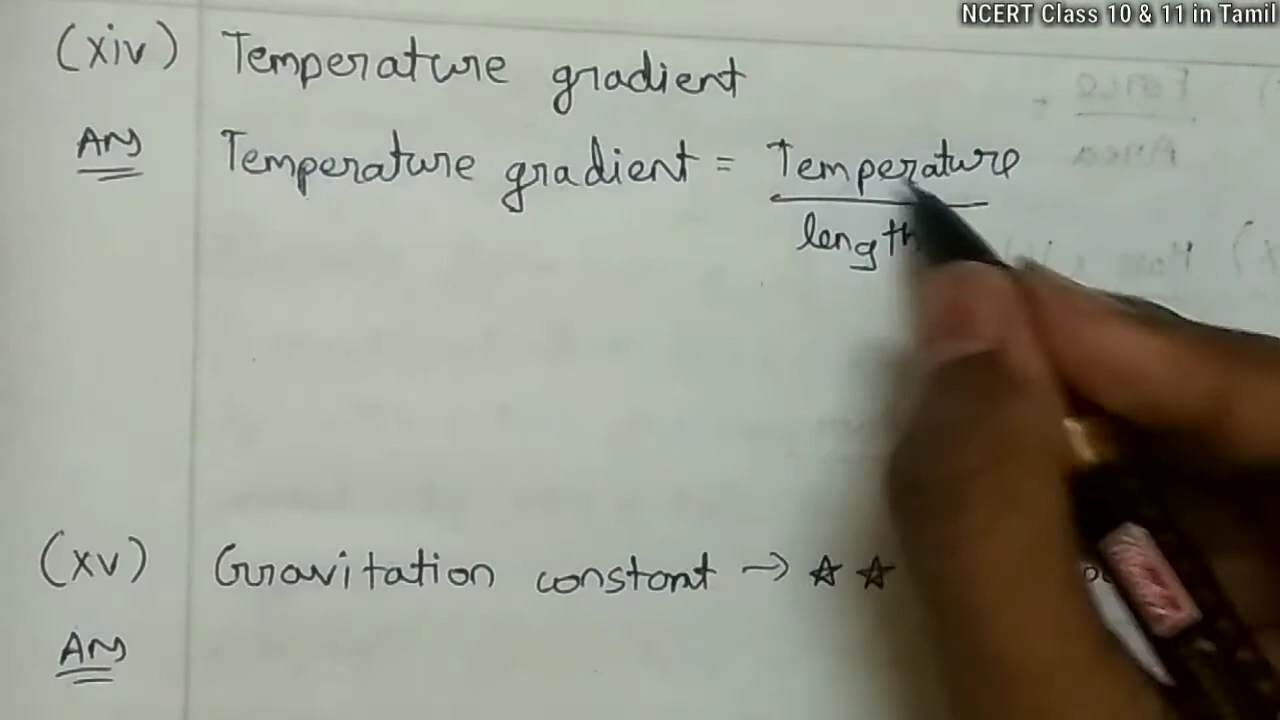 NCERT Class 10 & 11 in Tamil
(xiv) Temperature gradient
Ans Temperature gradient = Temperature
length
(xv) Gravitation constant → ☆ ☆
Ans